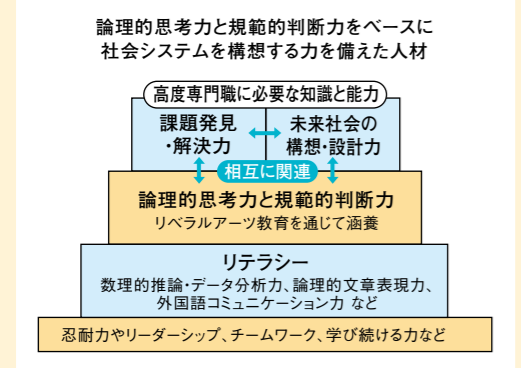 論理的思考力と規範的判断力をベースに
社会システムを構想する力を備えた人材
高度専門職に必要な知識と能力
課題発見
・解決力
未来社会の
構想・設計力
相互に関連
論理的思考力と規範的判断力
リベラルアーツ教育を通じて涵養
リテラシー
数理的推論・データ分析力、論理的文章表現力、
外国語コミュニケーション力 など
忍耐力やリーダーシップ、チームワーク、学び続ける力など